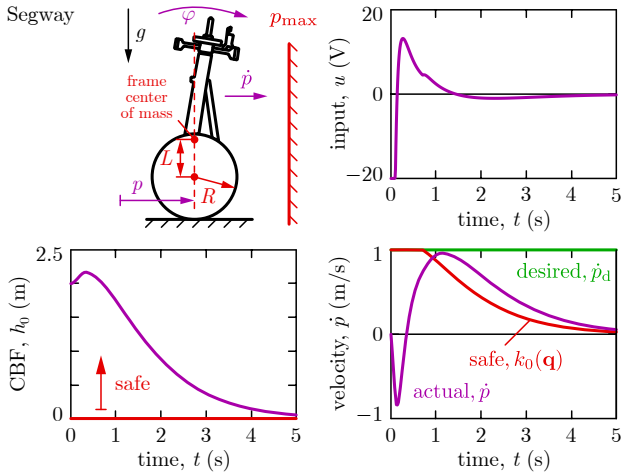 Segway
φ
p_max
g
frame
center
of mass
ṗ
L
R
p
20
0
−20
input, u (V)
0 1 2 3 4 5
time, t (s)
2.5
0
CBF, h₀ (m)
safe
0 1 2 3 4 5
time, t (s)
1
0
−1
velocity, ṗ (m/s)
desired, ṗ_d
safe, k₀(q)
actual, ṗ
0 1 2 3 4 5
time, t (s)